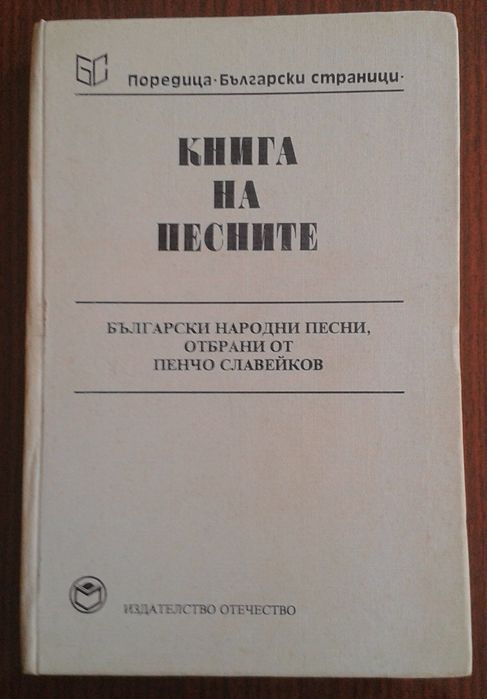 БС Поредица·Български страници·
КНИГА
НА
ПЕСНИТЕ
БЪЛГАРСКИ НАРОДНИ ПЕСНИ,
ОТБРАНИ ОТ
ПЕНЧО СЛАВЕЙКОВ
ИЗДАТЕЛСТВО ОТЕЧЕСТВО